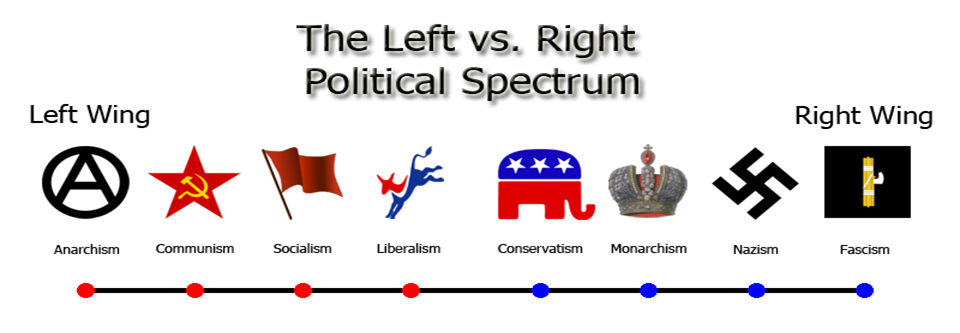 The Left vs. Right
Political Spectrum
Left Wing
Right Wing
Anarchism
Communism
Socialism
Liberalism
Conservatism
Monarchism
Nazism
Fascism